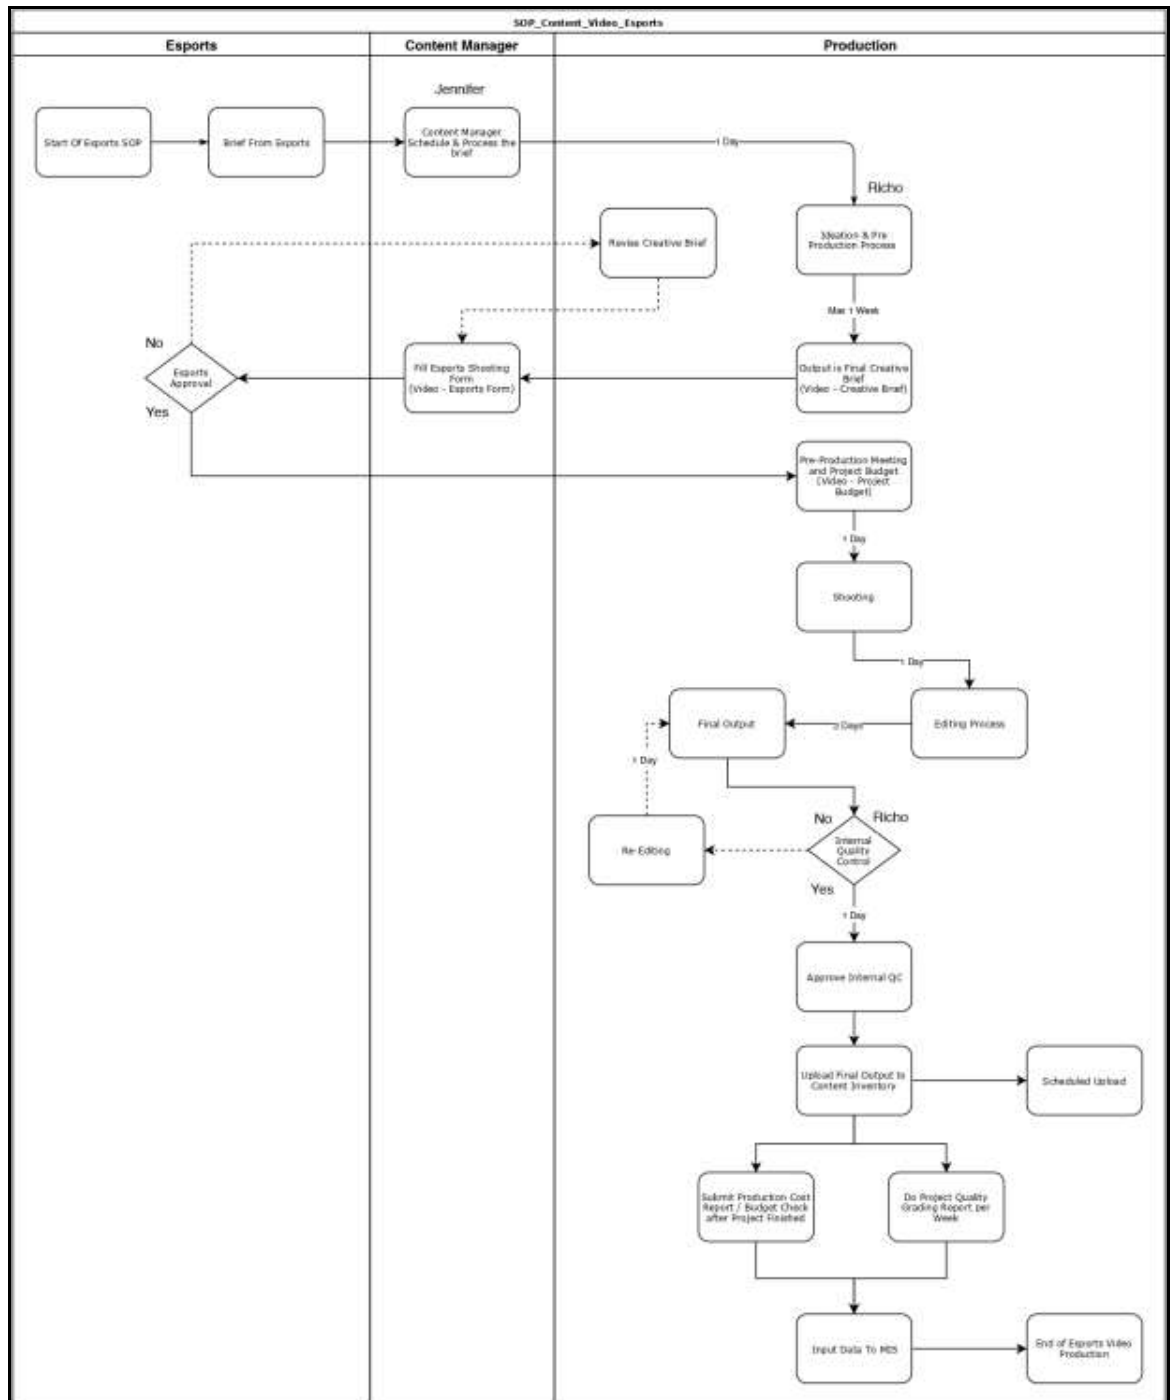 SOP_Content_Video_Esports
Esports
Content Manager
Production
Jennifer
Start Of Esports SOP
Brief From Esports
Content Manager
Schedule & Process the
brief
1 Day
Richo
Ideation & Pre
Production Process
Revise Creative Brief
Max 1 Week
No
Esports
Approval
Yes
Fill Esports Shooting
Form
(Video - Esports Form)
Output is Final Creative
Brief
(Video - Creative Brief)
Pre-Production Meeting
and Project Budget
(Video - Project
Budget)
1 Day
Shooting
1 Day
Final Output
Days
Editing Process
1 Day
No
Richo
Re-Editing
Internal
Quality
Control
Yes
1 Day
Approve Internal QC
Upload Final Output to
Content Inventory
Scheduled Upload
Submit Production Cost
Report / Budget Check
after Project Finished
Do Project Quality
Grading Report per
Week
Input Data To MIS
End of Esports Video
Production